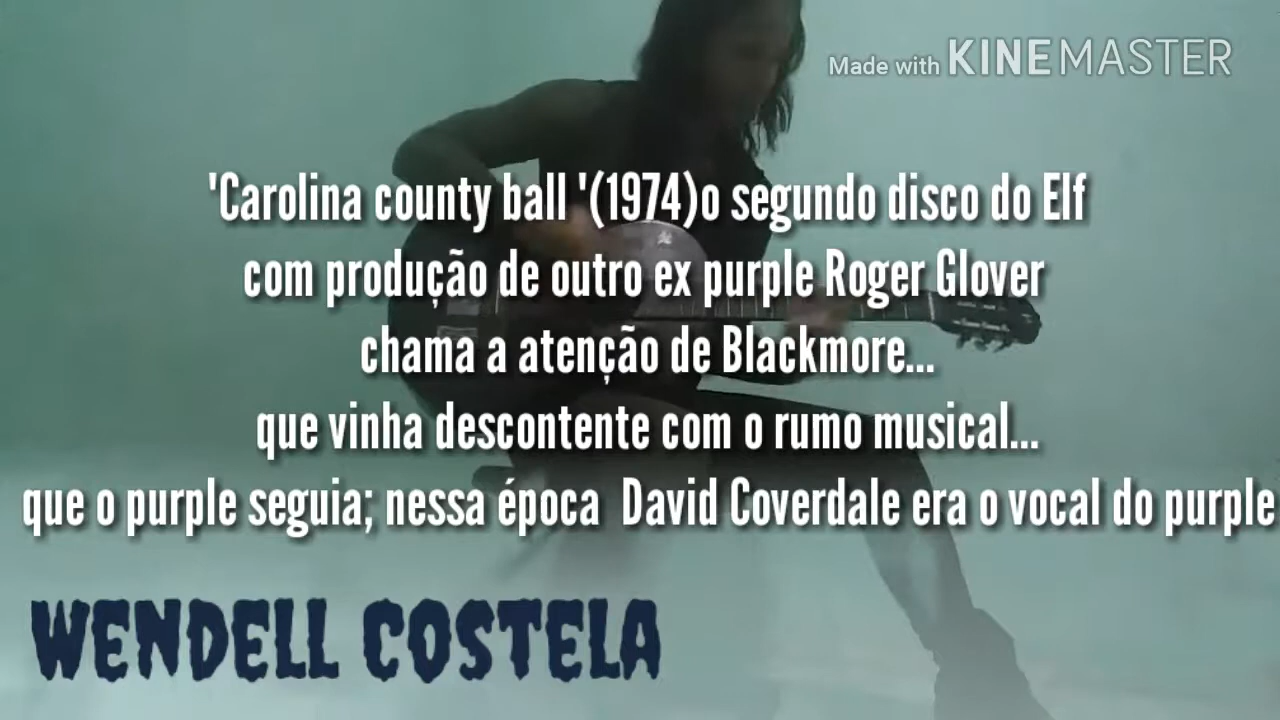 Made with KINEMASTER
'Carolina county ball '(1974)o segundo disco do Elf
com produção de outro ex purple Roger Glover
chama a atenção de Blackmore...
que vinha descontente com o rumo musical...
que o purple seguia; nessa época David Coverdale era o vocal do purple
WENDELL COSTELA